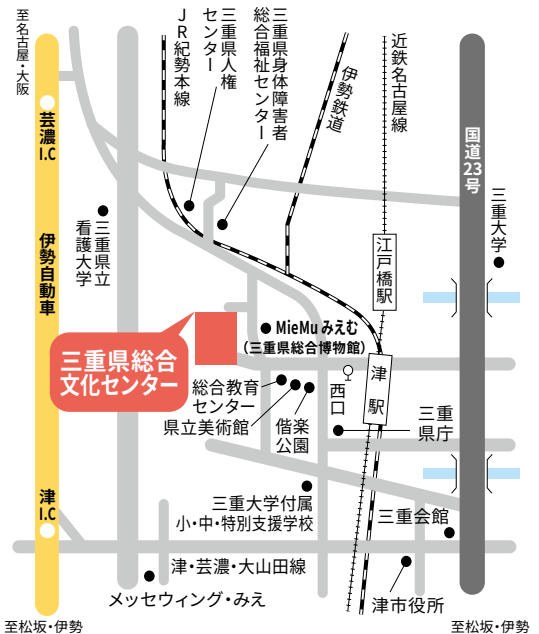 至名古屋・大阪
芸濃
I.C
伊勢自動車
津
I.C
至松坂・伊勢
JR紀勢本線
三重県人権
センター
三重県身体障害者
総合福祉センター
伊勢鉄道
近鉄名古屋線
国道23号
三重大学
三重県立
看護大学
江戸橋駅
MieMu みえむ
(三重県総合博物館)
三重県総合
文化センター
総合教育
センター
県立美術館
偕楽
公園
西口
津駅
三重
県庁
三重大学付属
小・中・特別支援学校
三重会館
津・芸濃・大山田線
メッセウィング・みえ
津市役所
至松坂・伊勢